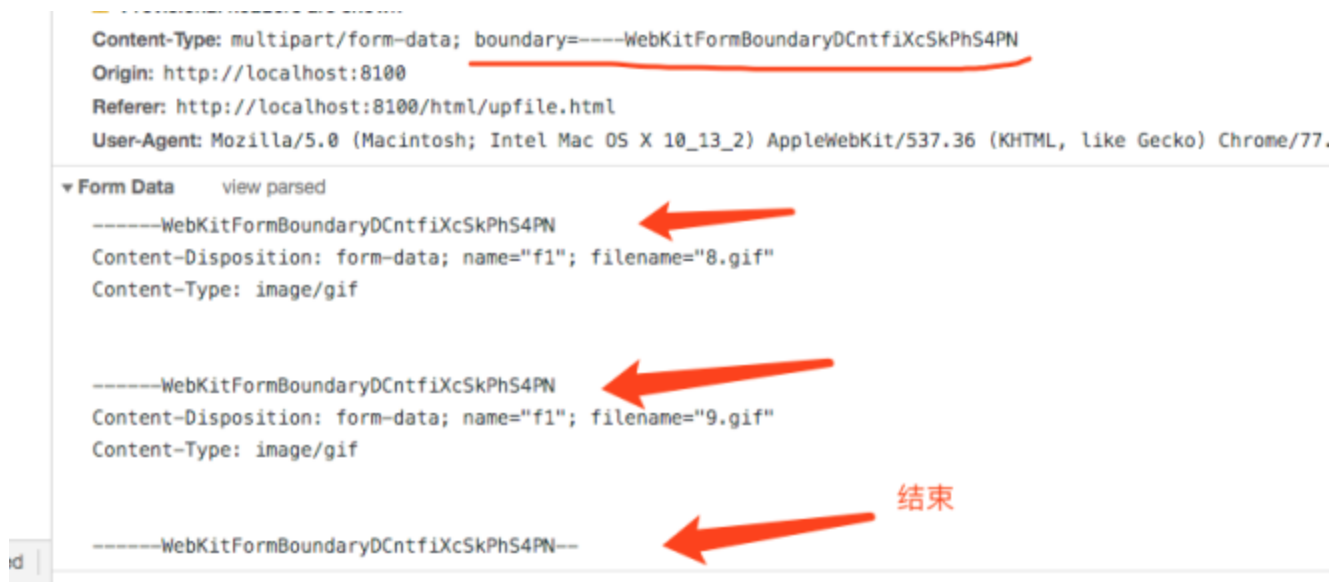 Content-Type: multipart/form-data; boundary=----WebKitFormBoundaryDCntfiXcSkPhS4PN
Origin: http://localhost:8100
Referer: http://localhost:8100/html/upfile.html
User-Agent: Mozilla/5.0 (Macintosh; Intel Mac OS X 10_13_2) AppleWebKit/537.36 (KHTML, like Gecko) Chrome/77.
▼ Form Data view parsed
------WebKitFormBoundaryDCntfiXcSkPhS4PN
Content-Disposition: form-data; name="f1"; filename="8.gif"
Content-Type: image/gif
------WebKitFormBoundaryDCntfiXcSkPhS4PN
Content-Disposition: form-data; name="f1"; filename="9.gif"
Content-Type: image/gif
结束
------WebKitFormBoundaryDCntfiXcSkPhS4PN--
ed